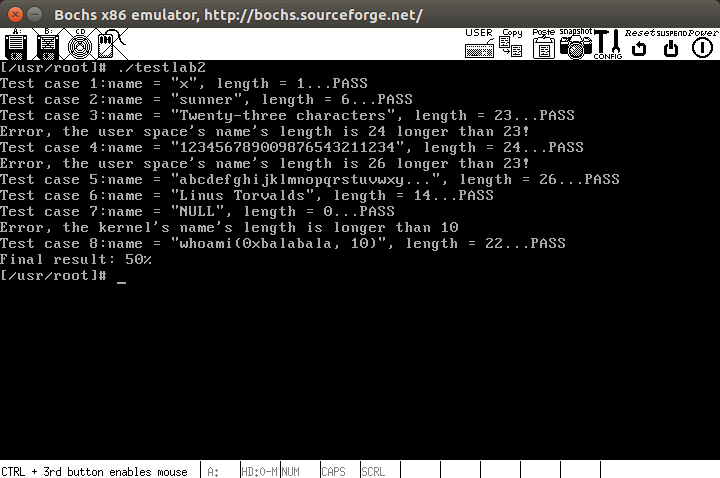 Bochs x86 emulator, http://bochs.sourceforge.net/
A: B: CD USER Copy Paste snapshot CONFIG Reset SUSPEND Power
[/usr/root]# ./testlab2
Test case 1:name = "x", length = 1...PASS
Test case 2:name = "sunner", length = 6...PASS
Test case 3:name = "Twenty-three characters", length = 23...PASS
Error, the user space's name's length is 24 longer than 23!
Test case 4:name = "123456789009876543211234", length = 24...PASS
Error, the user space's name's length is 26 longer than 23!
Test case 5:name = "abcdefghijklmnopqrstuvwxy...", length = 26...PASS
Test case 6:name = "Linus Torvalds", length = 14...PASS
Test case 7:name = "NULL", length = 0...PASS
Error, the kernel's name's length is longer than 10
Test case 8:name = "whoami(0xbalabala, 10)", length = 22...PASS
Final result: 50%
[/usr/root]# _
CTRL + 3rd button enables mouse A: HD:0-M NUM CAPS SCRL